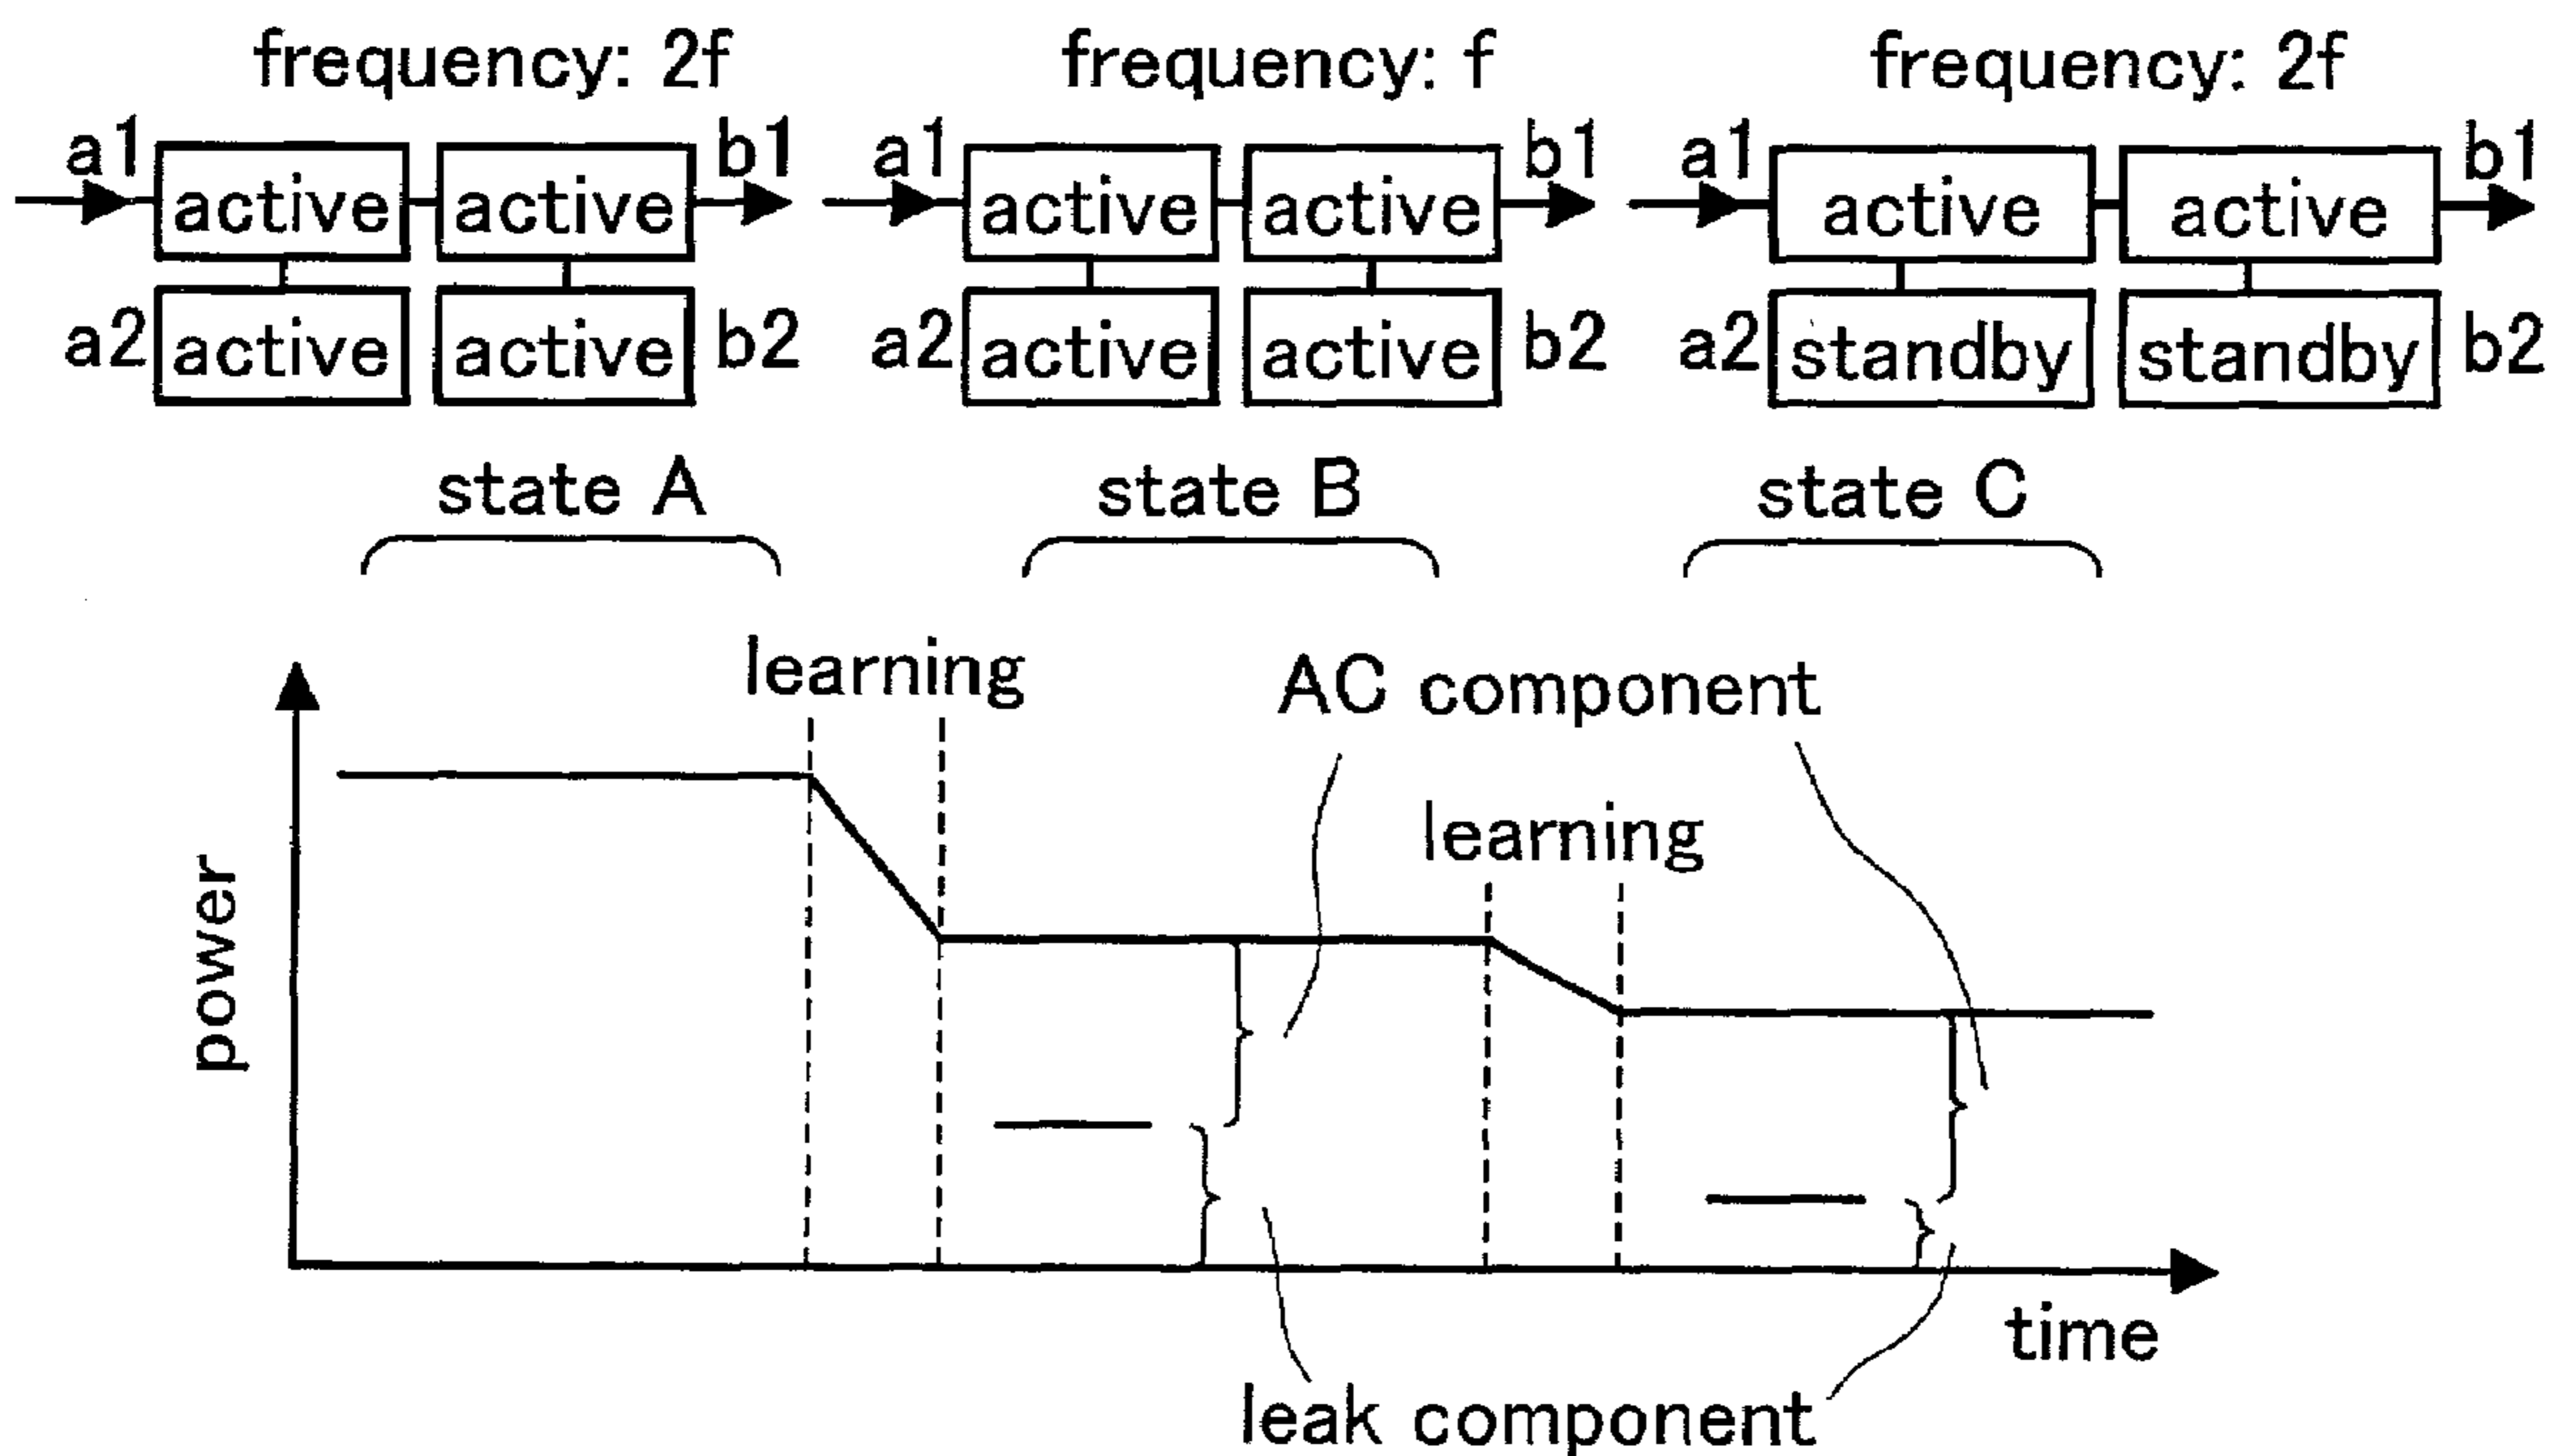 frequency: 2f
frequency: f
frequency: 2f
a1
active
active
b1
a1
active
active
b1
a1
active
active
b1
a2
active
active
b2
a2
active
active
b2
a2
standby
standby
b2
state A
state B
state C
learning
AC component
learning
power
time
leak component